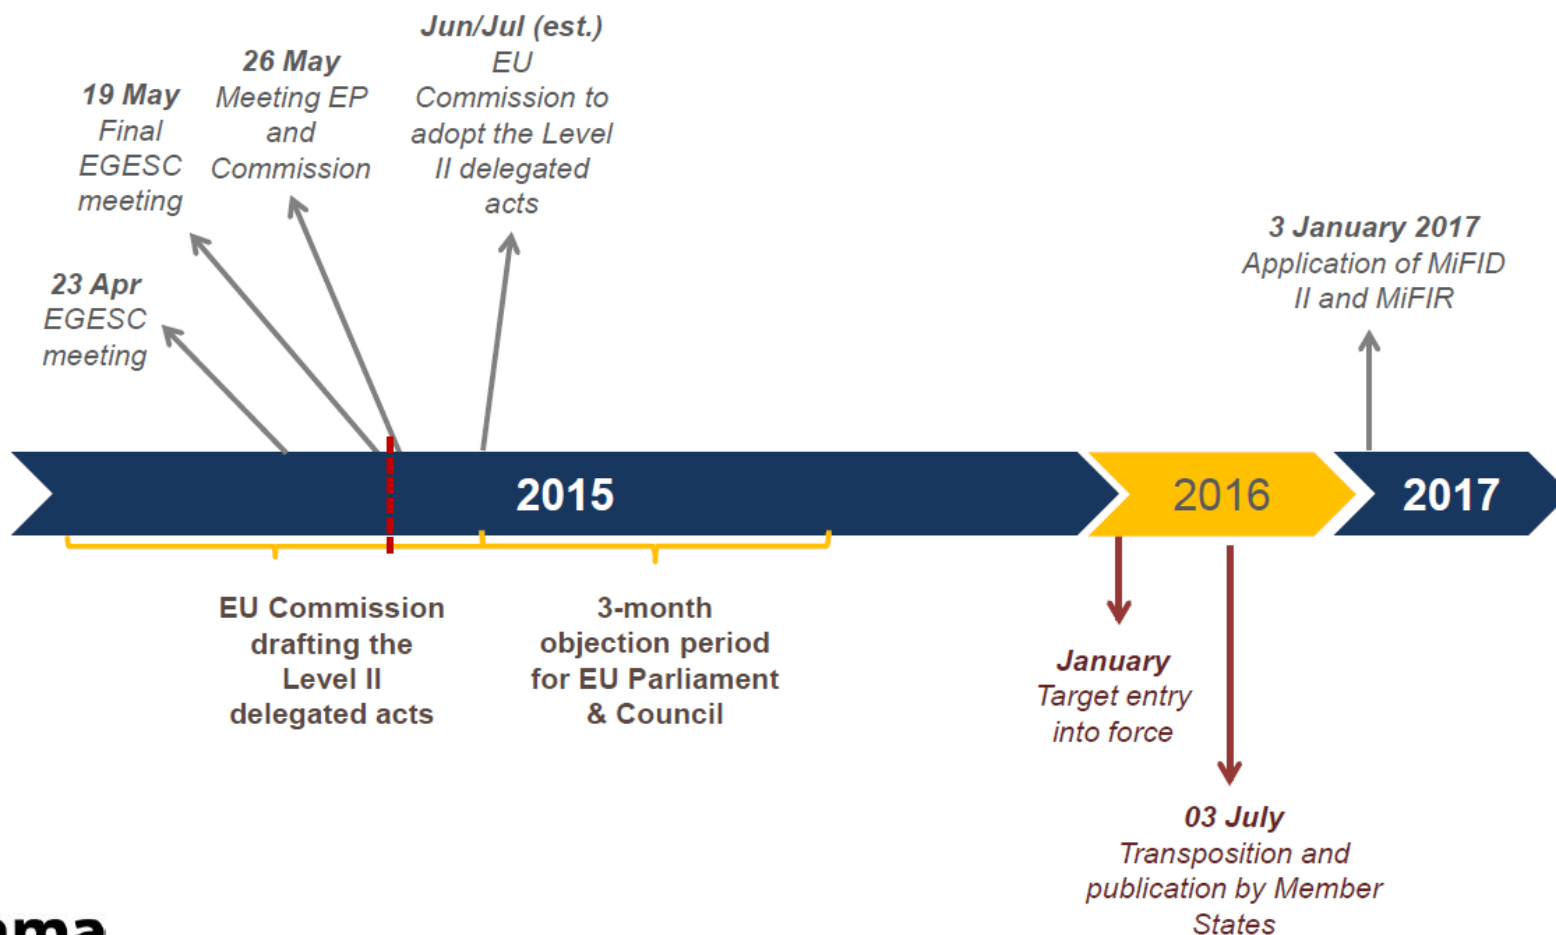 Jun/Jul (est.)
EU
Commission to
adopt the Level
II delegated
acts
26 May
Meeting EP
and
Commission
19 May
Final
EGESC
meeting
23 Apr
EGESC
meeting
3 January 2017
Application of MiFID
II and MiFIR
2015
2016
2017
EU Commission
drafting the
Level II
delegated acts
3-month
objection period
for EU Parliament
& Council
January
Target entry
into force
03 July
Transposition and
publication by Member
States